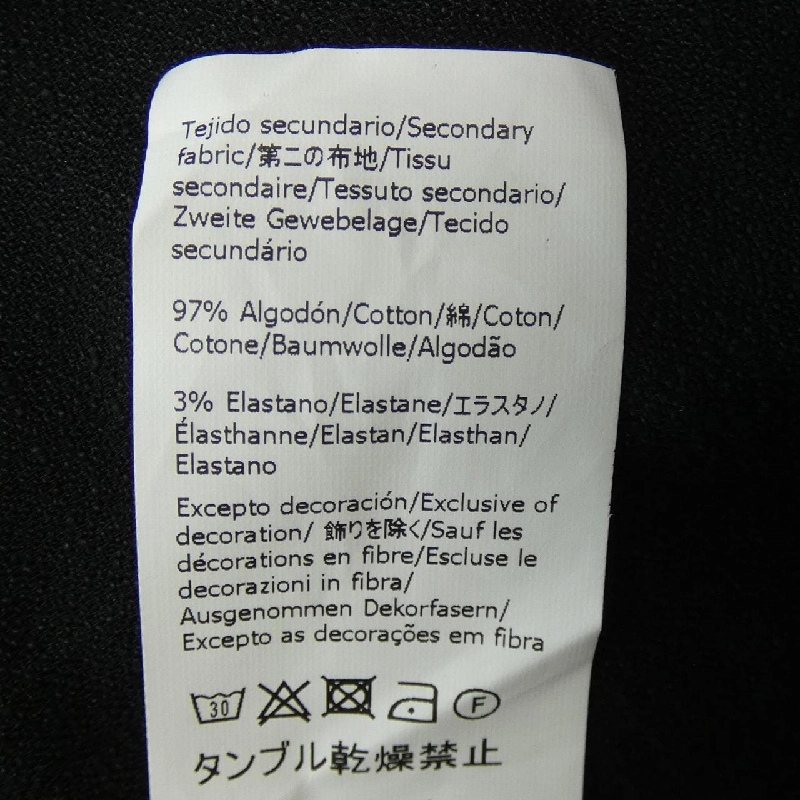 Tejido secundario/Secondary
fabric/第二の布地/Tissu
secondaire/Tessuto secondario/
Zweite Gewebelage/Tecido
secundário
97% Algodón/Cotton/綿/Coton/
Cotone/Baumwolle/Algodão
3% Elastano/Elastane/エラスタノ/
Élasthanne/Elastan/Elasthan/
Elastano
Excepto decoración/Exclusive of
decoration/ 飾りを除く/Sauf les
décorations en fibre/Escluse le
decorazioni in fibra/
Ausgenommen Dekorfasern/
Excepto as decorações em fibra
30 F
タンブル乾燥禁止